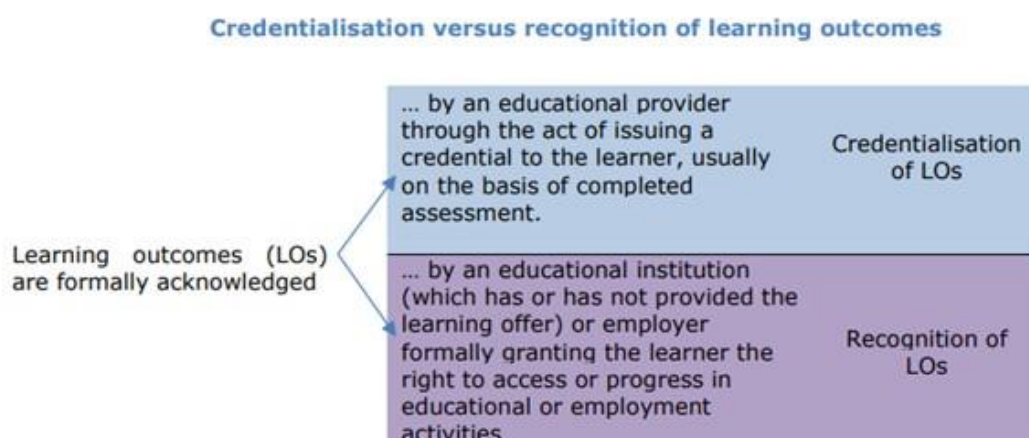 Credentialisation versus recognition of learning outcomes
Learning outcomes (LOs)
are formally acknowledged
... by an educational provider
through the act of issuing a
credential to the learner, usually
on the basis of completed
assessment.
Credentialisation
of LOs
... by an educational institution
(which has or has not provided the
learning offer) or employer
formally granting the learner the
right to access or progress in
educational or employment
activities
Recognition of
LOs